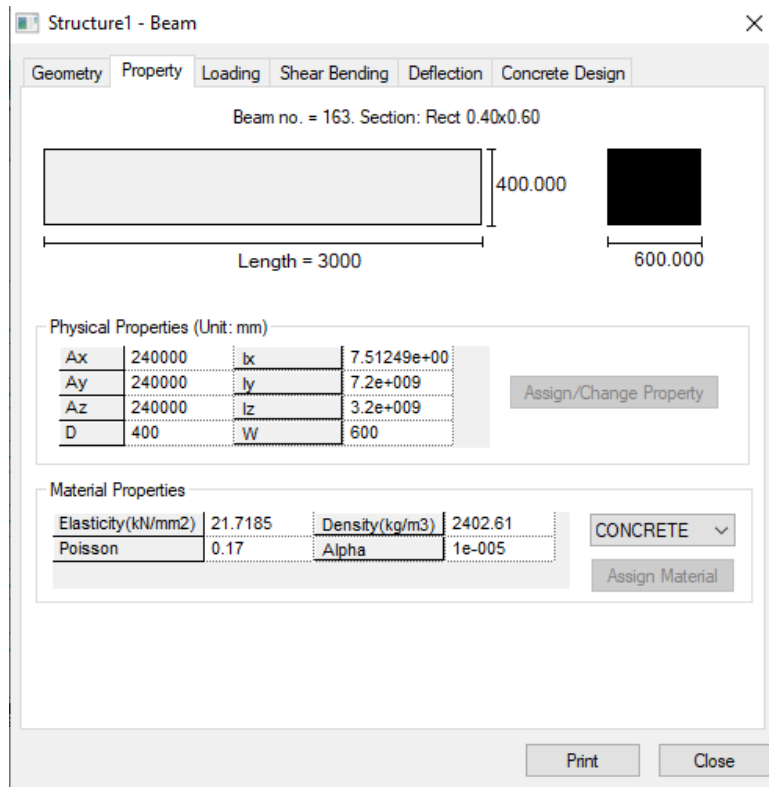 Structure1 - Beam
Geometry Property Loading Shear Bending Deflection Concrete Design
Beam no. = 163. Section: Rect 0.40x0.60
400.000
Length = 3000
600.000
Physical Properties (Unit: mm)
Ax 240000 Ix 7.51249e+00
Ay 240000 Iy 7.2e+009
Assign/Change Property
Az 240000 Iz 3.2e+009
D 400 W 600
Material Properties
Elasticity(kN/mm2) 21.7185 Density(kg/m3) 2402.61
CONCRETE
Poisson 0.17 Alpha 1e-005
Assign Material
Print Close